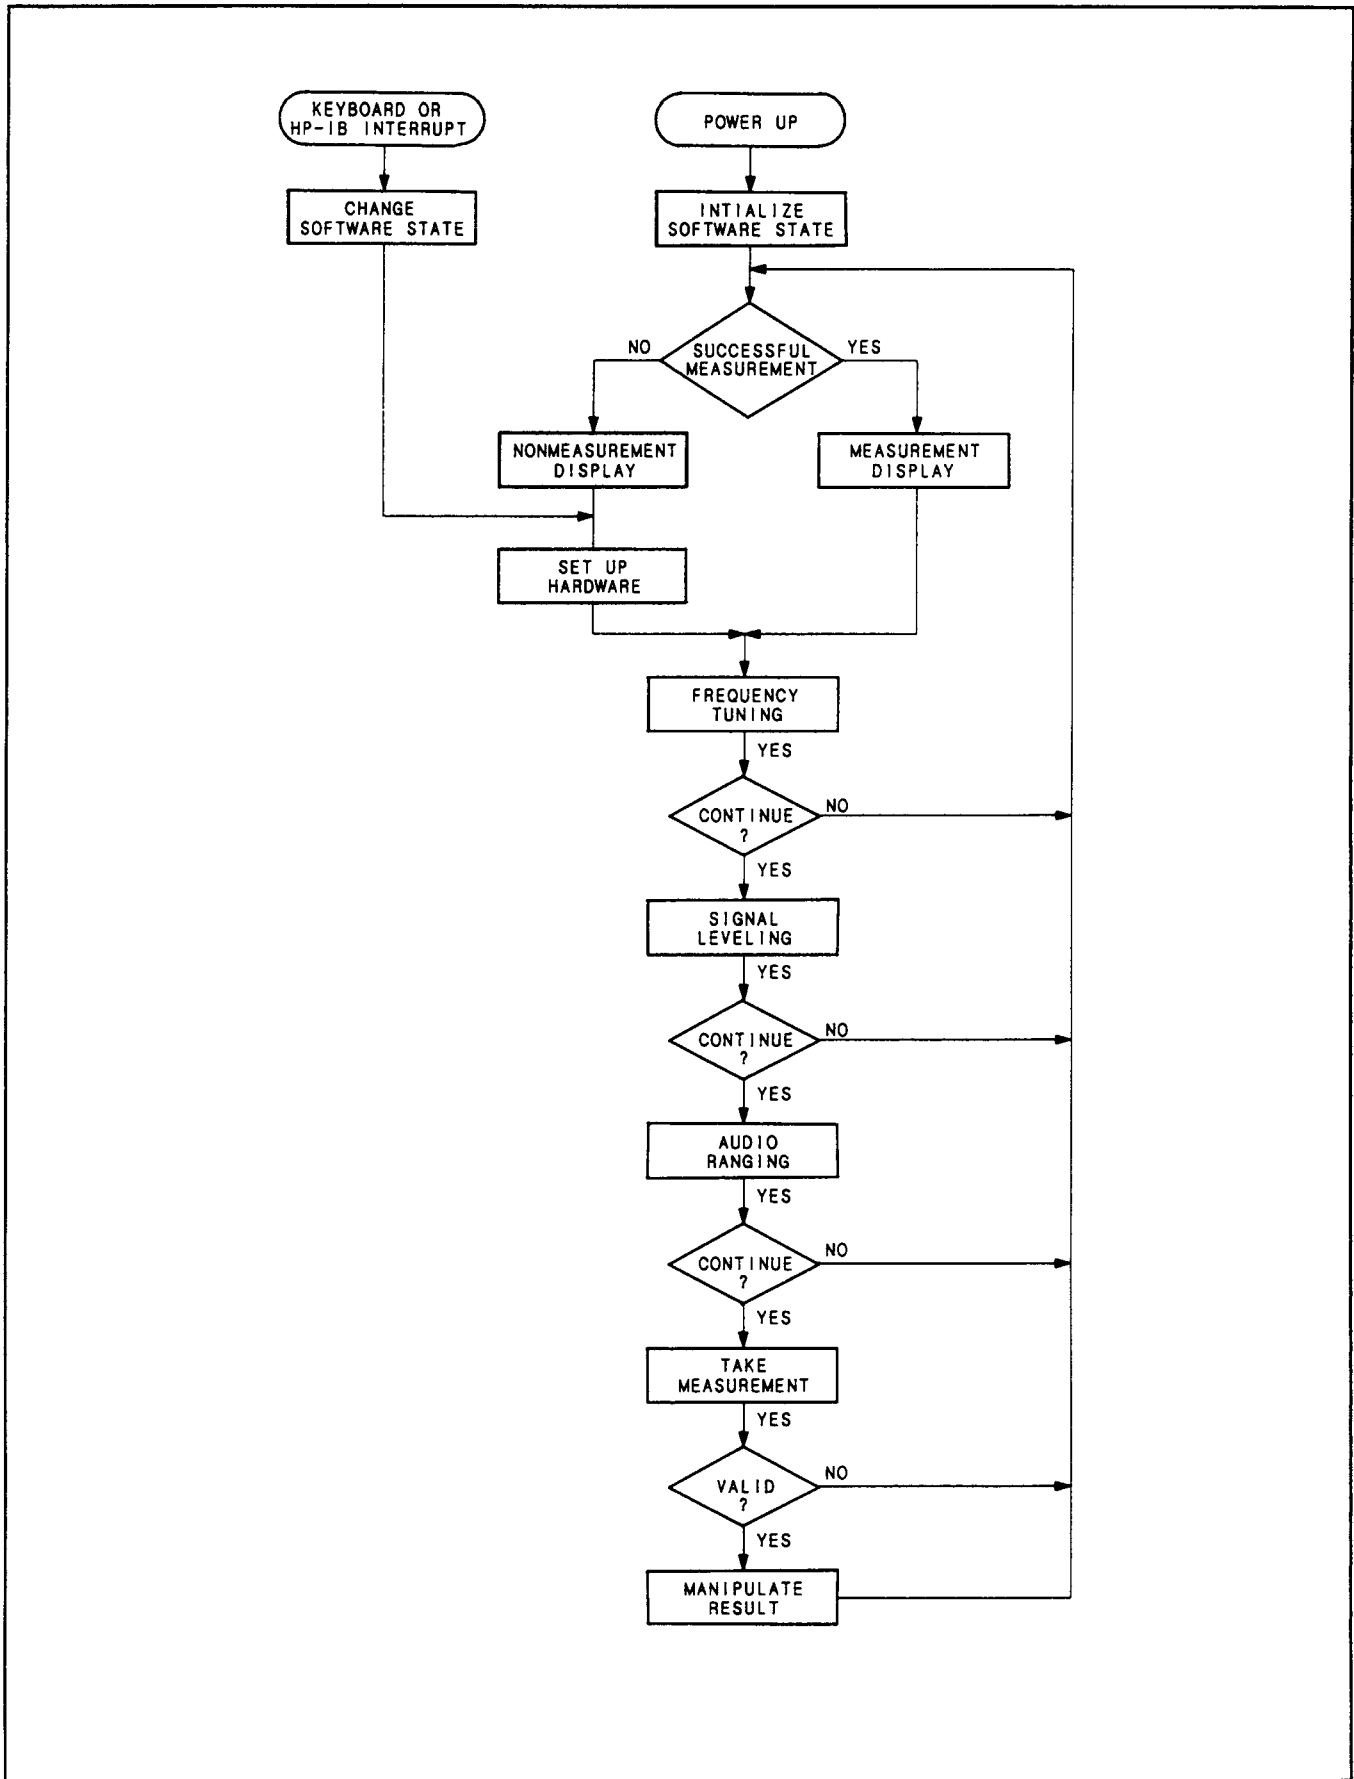 KEYBOARD OR
HP-IB INTERRUPT
POWER UP
CHANGE
SOFTWARE STATE
INTIALIZE
SOFTWARE STATE
NO
SUCCESSFUL
MEASUREMENT
YES
NONMEASUREMENT
DISPLAY
MEASUREMENT
DISPLAY
SET UP
HARDWARE
FREQUENCY
TUNING
YES
CONTINUE
?
NO
YES
SIGNAL
LEVELING
YES
CONTINUE
?
NO
YES
AUDIO
RANGING
YES
CONTINUE
?
NO
YES
TAKE
MEASUREMENT
YES
VALID
?
NO
YES
MANIPULATE
RESULT